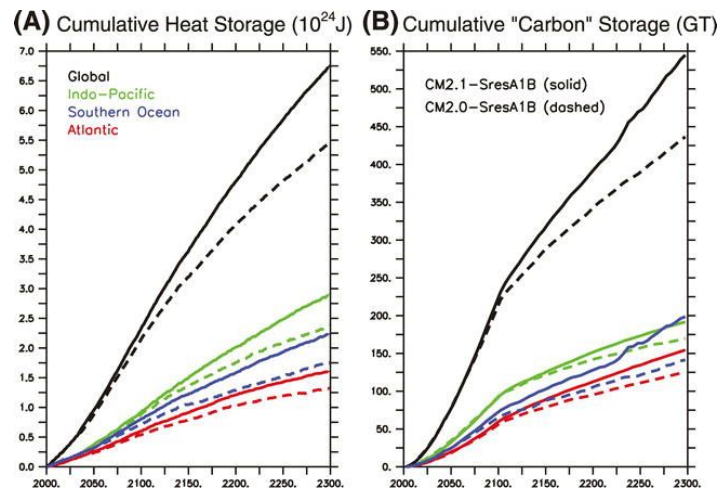 (A) Cumulative Heat Storage (10²⁴J)
7.0
6.5
6.0
5.5
5.0
4.5
4.0
3.5
3.0
2.5
2.0
1.5
1.0
0.5
0.0
Global
Indo-Pacific
Southern Ocean
Atlantic
2000. 2050. 2100. 2150. 2200. 2250. 2300.
(B) Cumulative "Carbon" Storage (GT)
550.
500.
450.
400.
350.
300.
250.
200.
150.
100.
50.
0.
CM2.1-SresA1B (solid)
CM2.0-SresA1B (dashed)
2000. 2050. 2100. 2150. 2200. 2250. 2300.